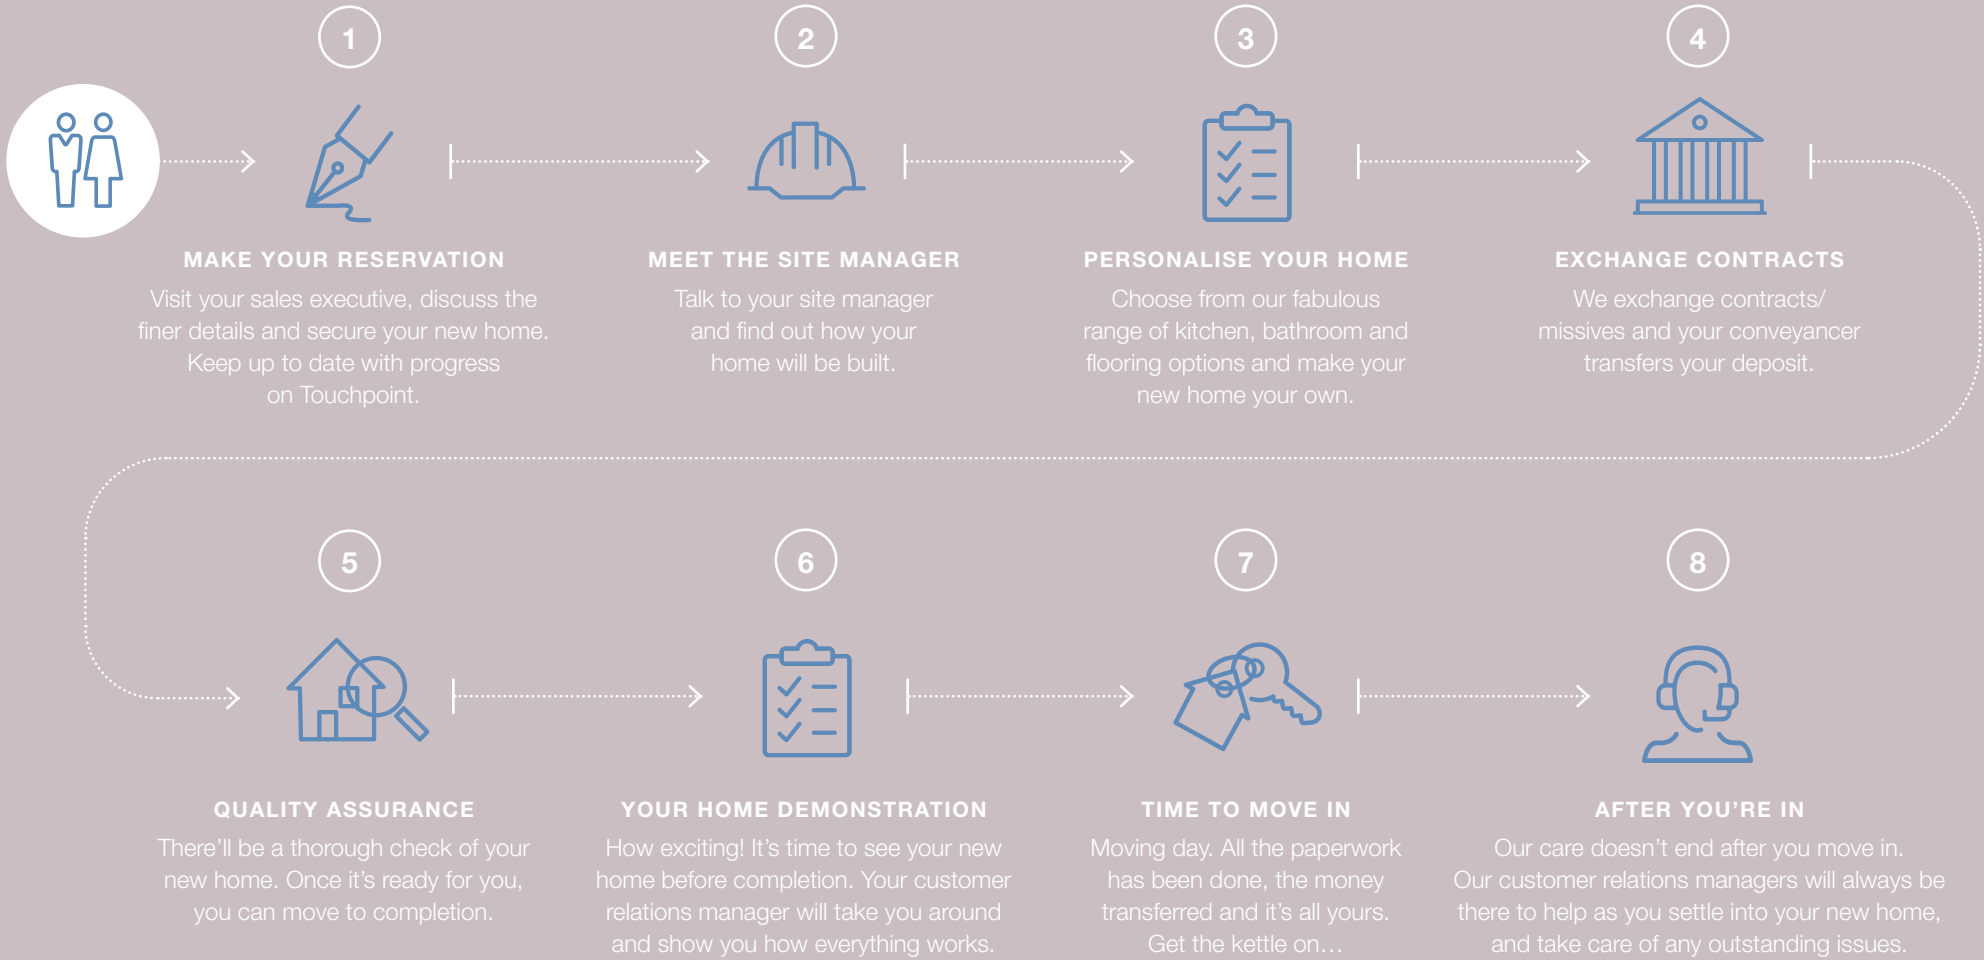 1
MAKE YOUR RESERVATION
Visit your sales executive, discuss the
finer details and secure your new home.
Keep up to date with progress
on Touchpoint.
2
MEET THE SITE MANAGER
Talk to your site manager
and find out how your
home will be built.
3
PERSONALISE YOUR HOME
Choose from our fabulous
range of kitchen, bathroom and
flooring options and make your
new home your own.
4
EXCHANGE CONTRACTS
We exchange contracts/
missives and your conveyancer
transfers your deposit.
5
QUALITY ASSURANCE
There’ll be a thorough check of your
new home. Once it’s ready for you,
you can move to completion.
6
YOUR HOME DEMONSTRATION
How exciting! It’s time to see your new
home before completion. Your customer
relations manager will take you around
and show you how everything works.
7
TIME TO MOVE IN
Moving day. All the paperwork
has been done, the money
transferred and it’s all yours.
Get the kettle on…
8
AFTER YOU’RE IN
Our care doesn’t end after you move in.
Our customer relations managers will always be
there to help as you settle into your new home,
and take care of any outstanding issues.